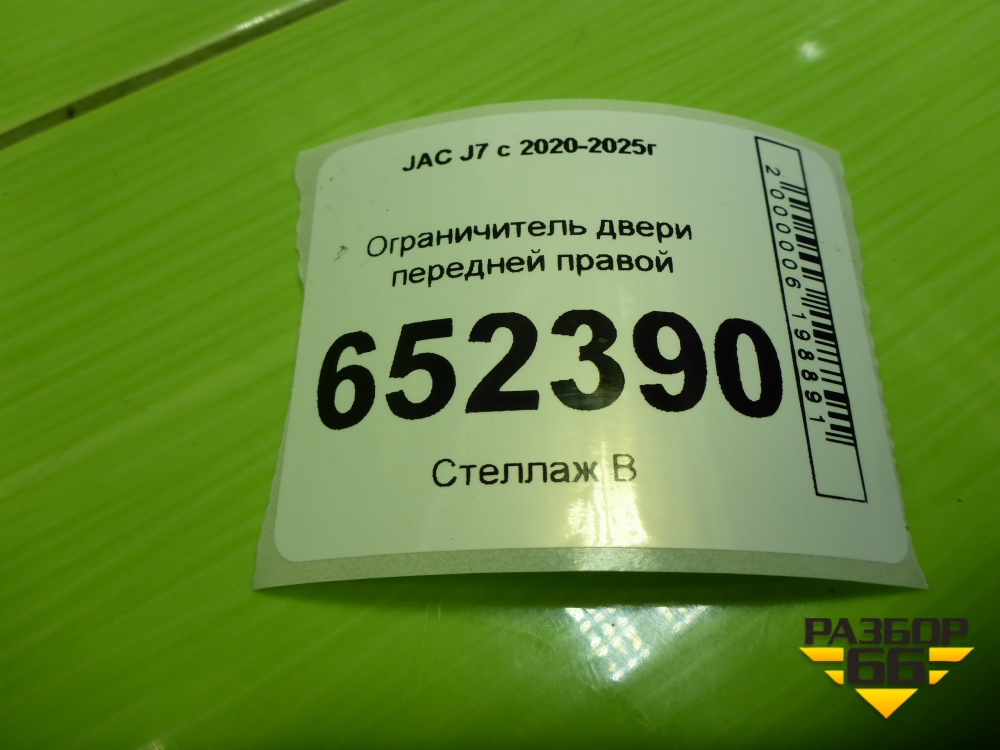 JAC J7 с 2020-2025г
Ограничитель двери
передней правой
652390
Стеллаж В
2000006198891
РАЗБОР
66